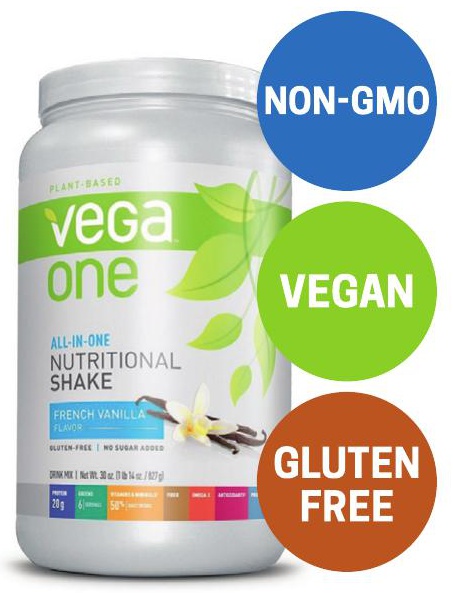 PLANT-BASED
vega
one
ALL-IN-ONE
NUTRITIONAL
SHAKE
FRENCH VANILLA
FLAVOR
GLUTEN-FREE | NO SUGAR ADDED
DRINK MIX | Net Wt. 30 oz. (1 lb 14 oz. / 827g)
PROTEIN GREENS VITAMINS & MINERALS FIBER OMEGA-3 ANTIOXIDANTS
20g 6 50%
NON-GMO
VEGAN
GLUTEN
FREE